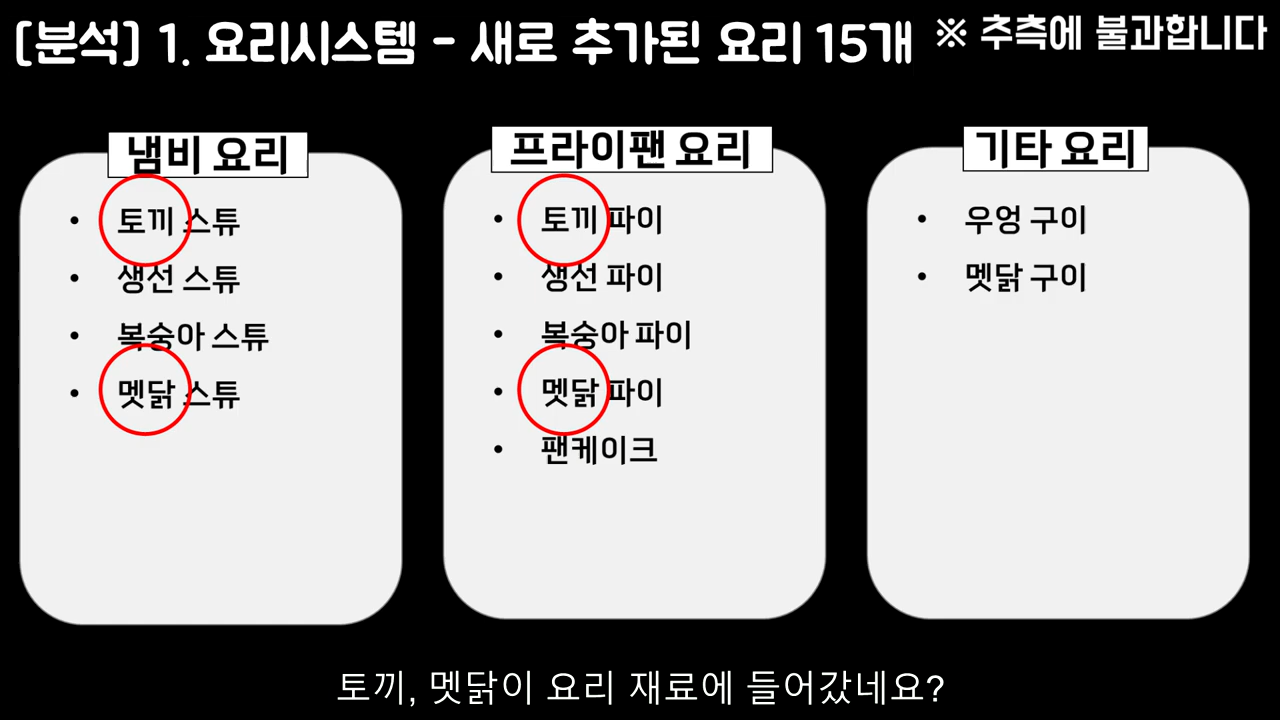 [분석] 1. 요리시스템 - 새로 추가된 요리 15개
※ 추측에 불과합니다
냄비 요리
• 토끼 스튜
• 생선 스튜
• 복숭아 스튜
• 멧닭 스튜
프라이팬 요리
• 토끼 파이
• 생선 파이
• 복숭아 파이
• 멧닭 파이
• 팬케이크
기타 요리
• 우엉 구이
• 멧닭 구이
토끼, 멧닭이 요리 재료에 들어갔네요?